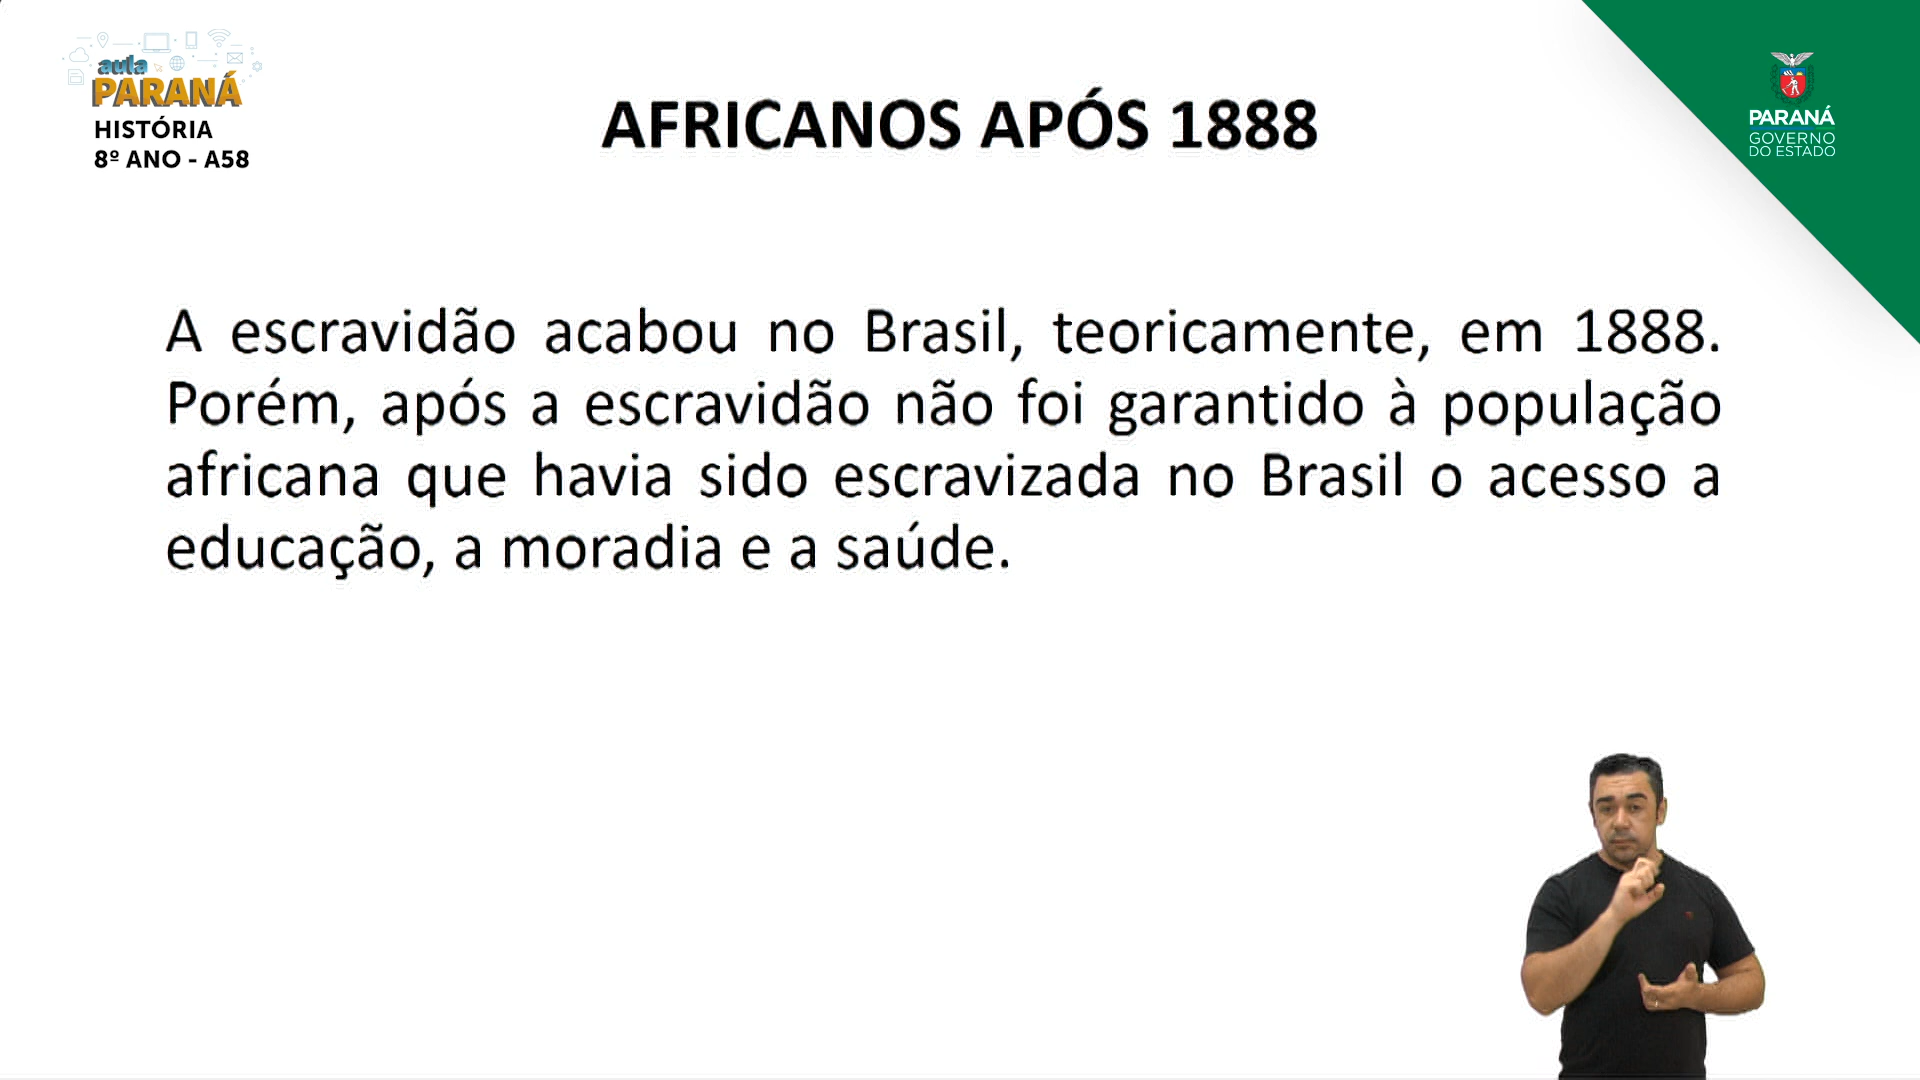 aula
PARANÁ
HISTÓRIA
8º ANO - A58
AFRICANOS APÓS 1888
PARANÁ
GOVERNO
DO ESTADO
A escravidão acabou no Brasil, teoricamente, em 1888.
Porém, após a escravidão não foi garantido à população
africana que havia sido escravizada no Brasil o acesso a
educação, a moradia e a saúde.